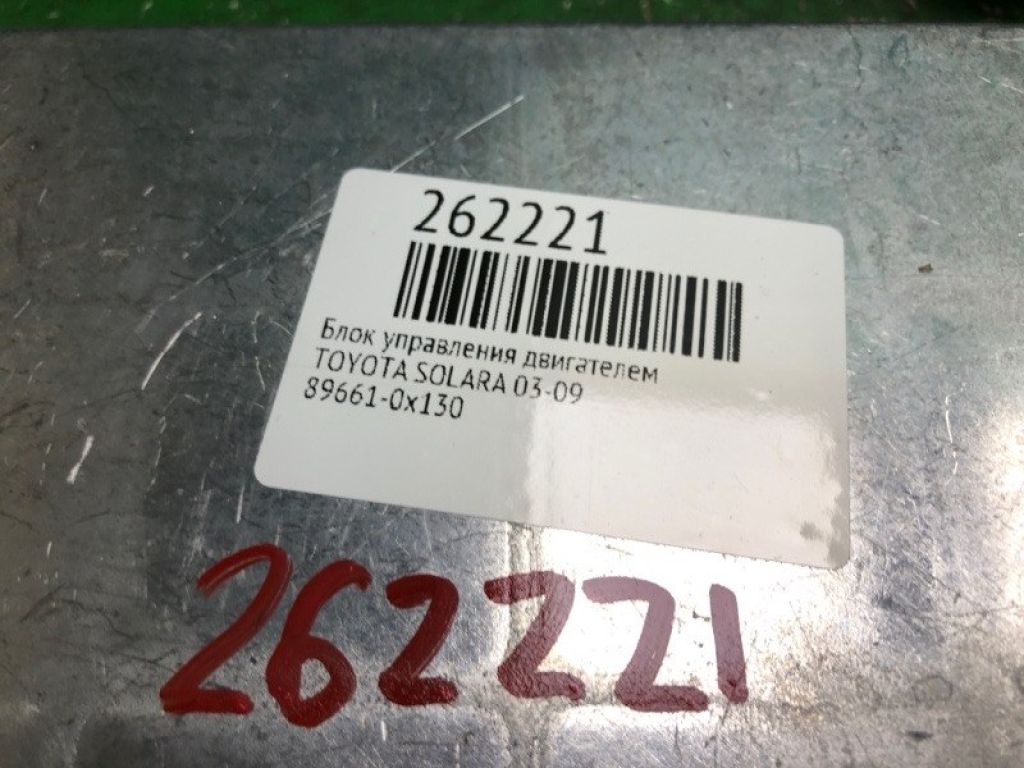 262221
Блок управления двигателем
TOYOTA SOLARA 03-09
89661-0x130
262221